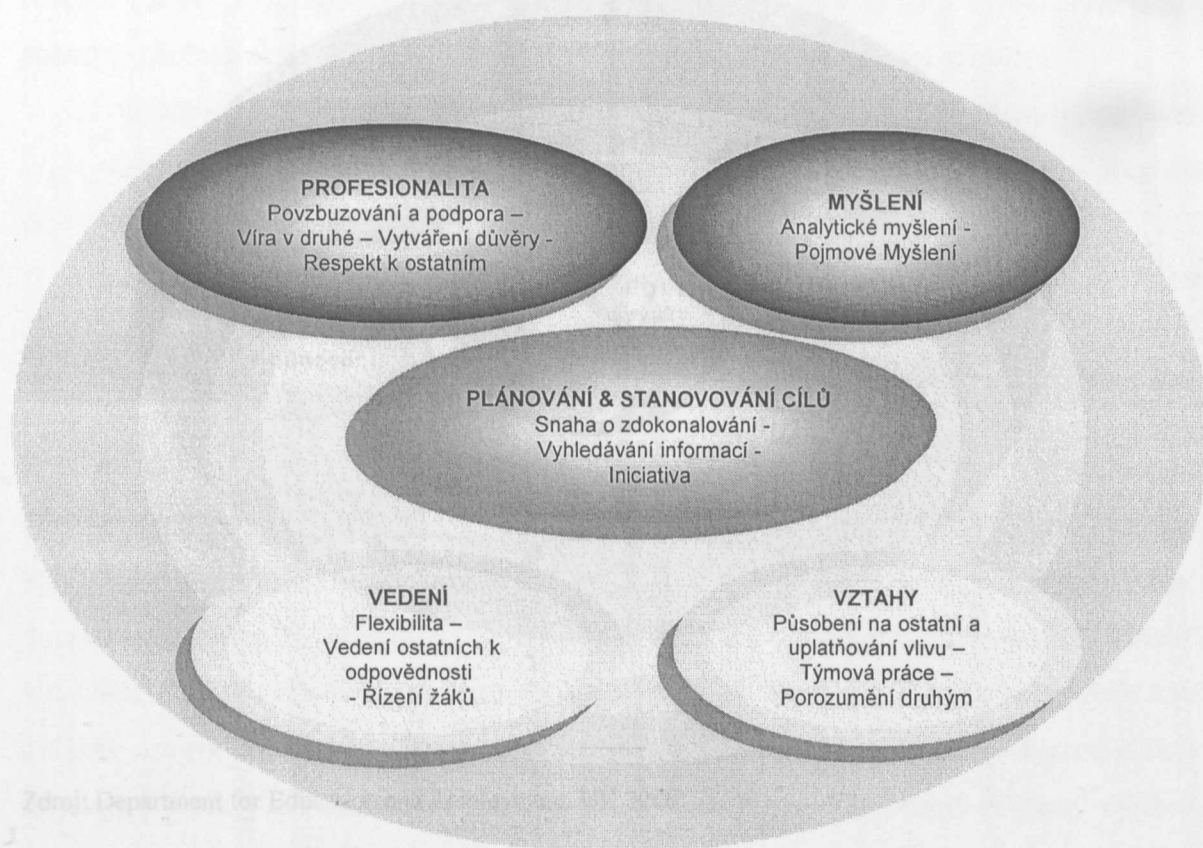 PROFESIONALITA
Povzbuzování a podpora –
Víra v druhé – Vytváření důvěry -
Respekt k ostatním
MYŠLENÍ
Analytické myšlení -
Pojmové Myšlení
PLÁNOVÁNÍ & STANOVOVÁNÍ CÍLŮ
Snaha o zdokonalování -
Vyhledávání informací -
Iniciativa
VEDENÍ
Flexibilita –
Vedení ostatních k
odpovědnosti
- Řízení žáků
VZTAHY
Působení na ostatní a
uplatňování vlivu –
Týmová práce –
Porozumění druhým
Department for